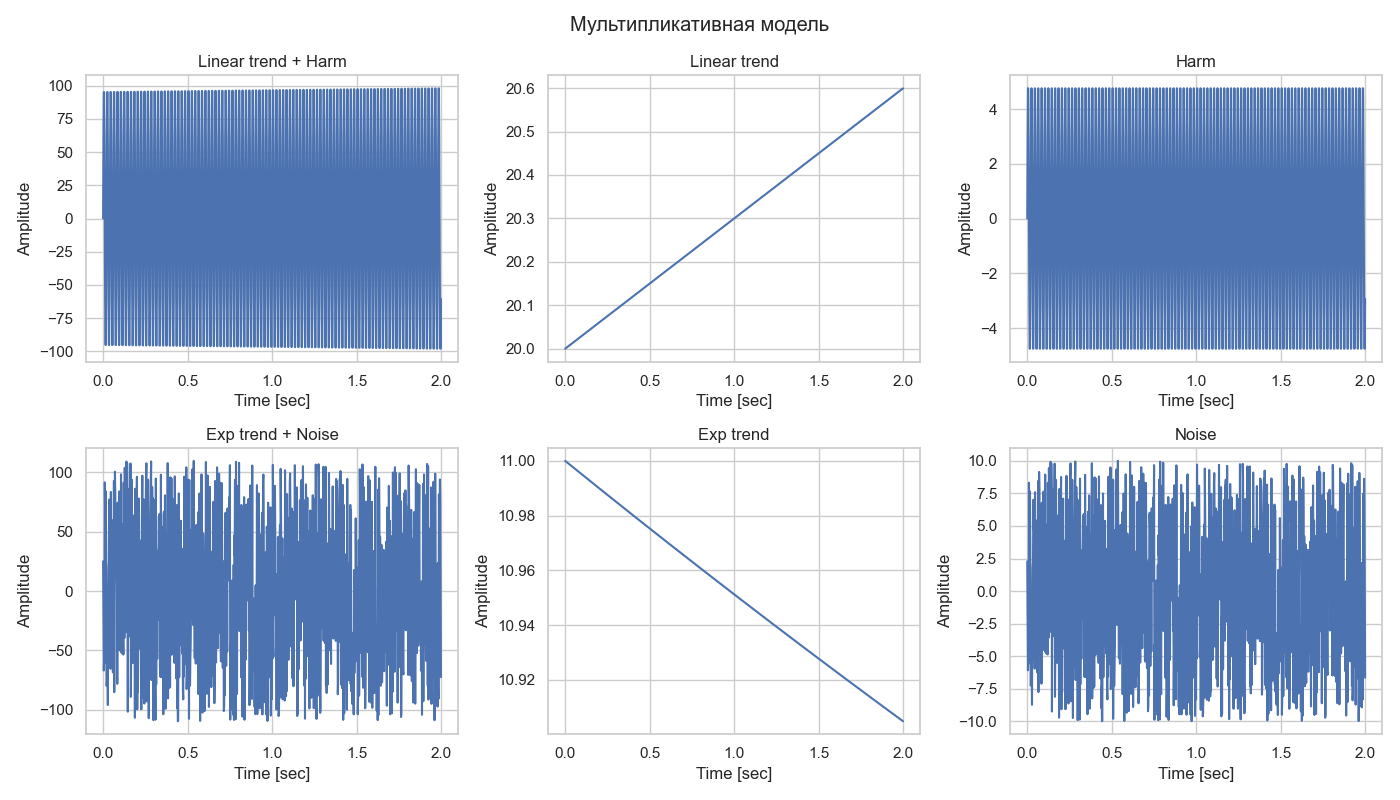 Мультипликативная модель
Linear trend + Harm
Amplitude
100
75
50
25
0
−25
−50
−75
−100
0.0 0.5 1.0 1.5 2.0
Time [sec]
Linear trend
Amplitude
20.6
20.5
20.4
20.3
20.2
20.1
20.0
0.0 0.5 1.0 1.5 2.0
Time [sec]
Harm
Amplitude
4
2
0
−2
−4
0.0 0.5 1.0 1.5 2.0
Time [sec]
Exp trend + Noise
Amplitude
100
50
0
−50
−100
0.0 0.5 1.0 1.5 2.0
Time [sec]
Exp trend
Amplitude
11.00
10.98
10.96
10.94
10.92
0.0 0.5 1.0 1.5 2.0
Time [sec]
Noise
Amplitude
10.0
7.5
5.0
2.5
0.0
−2.5
−5.0
−7.5
−10.0
0.0 0.5 1.0 1.5 2.0
Time [sec]